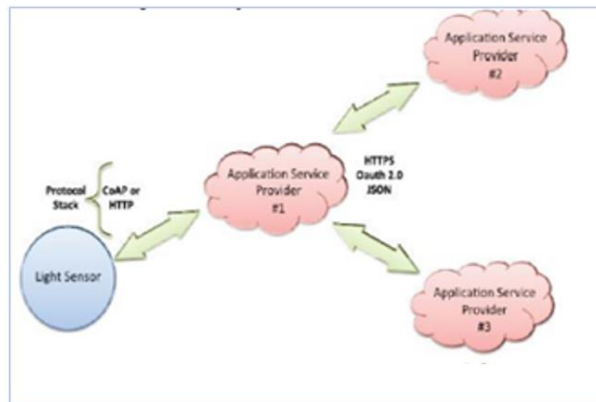 Application Service
Provider
#2
Application Service
Provider
#1
HTTPS
Oauth 2.0
JSON
Protocol
Stack
CoAP or
HTTP
Light Sensor
Application Service
Provider
#3